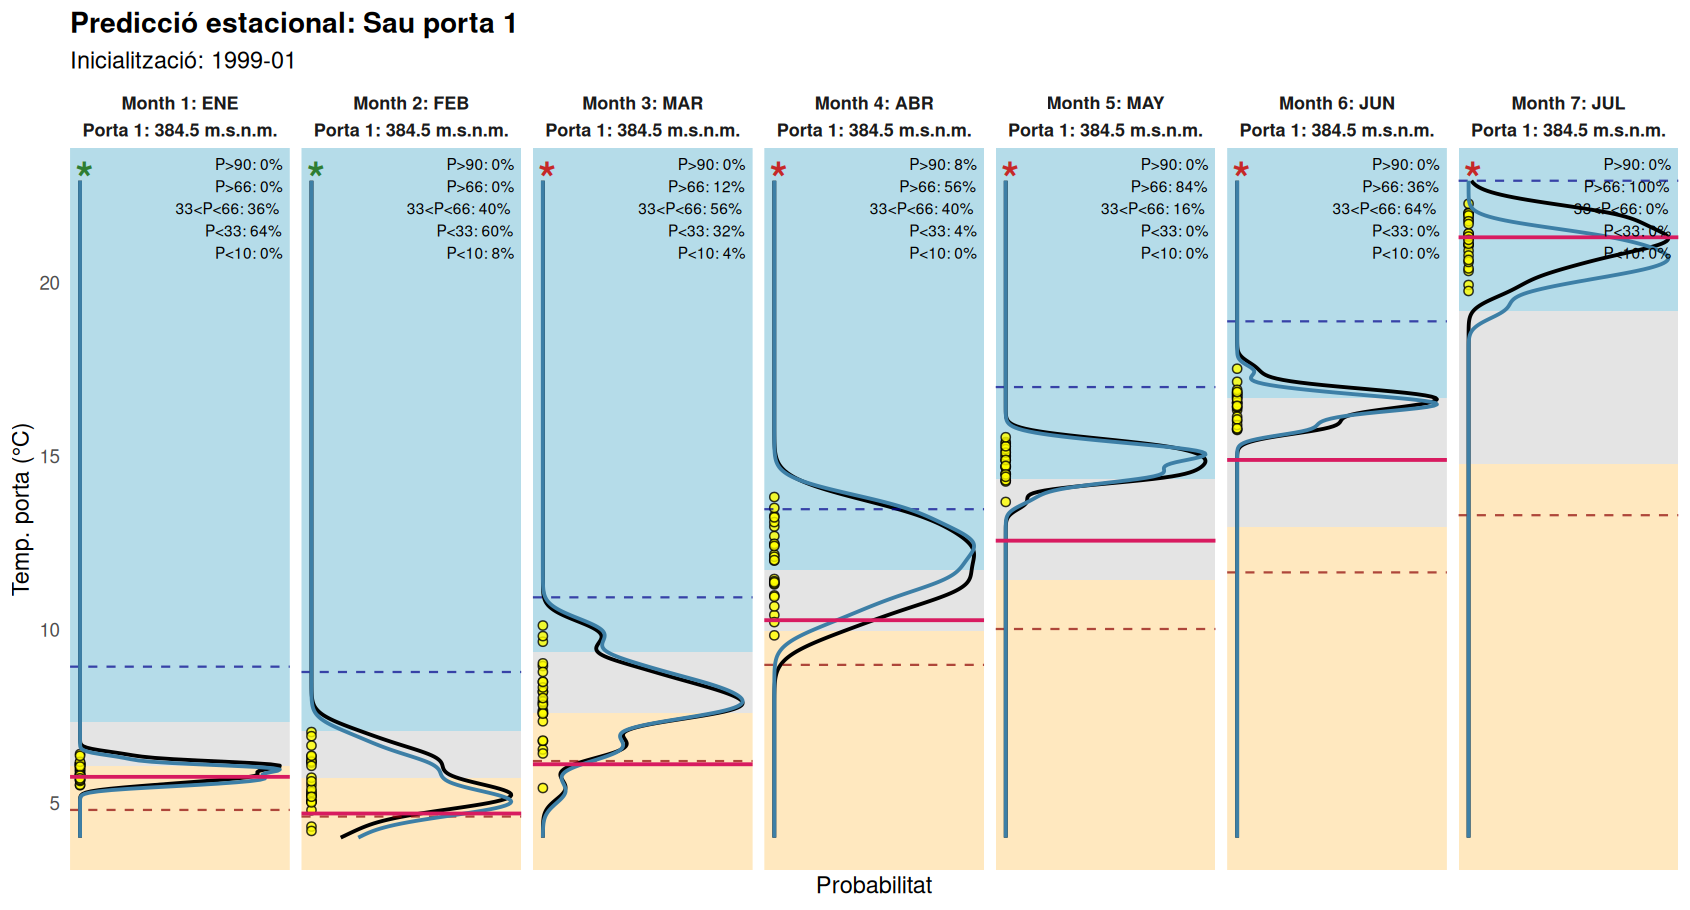 Predicció estacional: Sau porta 1
Inicialització: 1999-01
Month 1: ENE
Porta 1: 384.5 m.s.n.m.
Month 2: FEB
Porta 1: 384.5 m.s.n.m.
Month 3: MAR
Porta 1: 384.5 m.s.n.m.
Month 4: ABR
Porta 1: 384.5 m.s.n.m.
Month 5: MAY
Porta 1: 384.5 m.s.n.m.
Month 6: JUN
Porta 1: 384.5 m.s.n.m.
Month 7: JUL
Porta 1: 384.5 m.s.n.m.
*
P>90: 0%
P>66: 0%
33<P<66: 36%
P<33: 64%
P<10: 0%
*
P>90: 0%
P>66: 0%
33<P<66: 40%
P<33: 60%
P<10: 8%
*
P>90: 0%
P>66: 12%
33<P<66: 56%
P<33: 32%
P<10: 4%
*
P>90: 8%
P>66: 56%
33<P<66: 40%
P<33: 4%
P<10: 0%
*
P>90: 0%
P>66: 84%
33<P<66: 16%
P<33: 0%
P<10: 0%
*
P>90: 0%
P>66: 36%
33<P<66: 64%
P<33: 0%
P<10: 0%
*
P>90: 0%
P>66: 100%
33<P<66: 0%
P<33: 0%
P<10: 0%
20
15
10
5
Temp. porta (°C)
Probabilitat